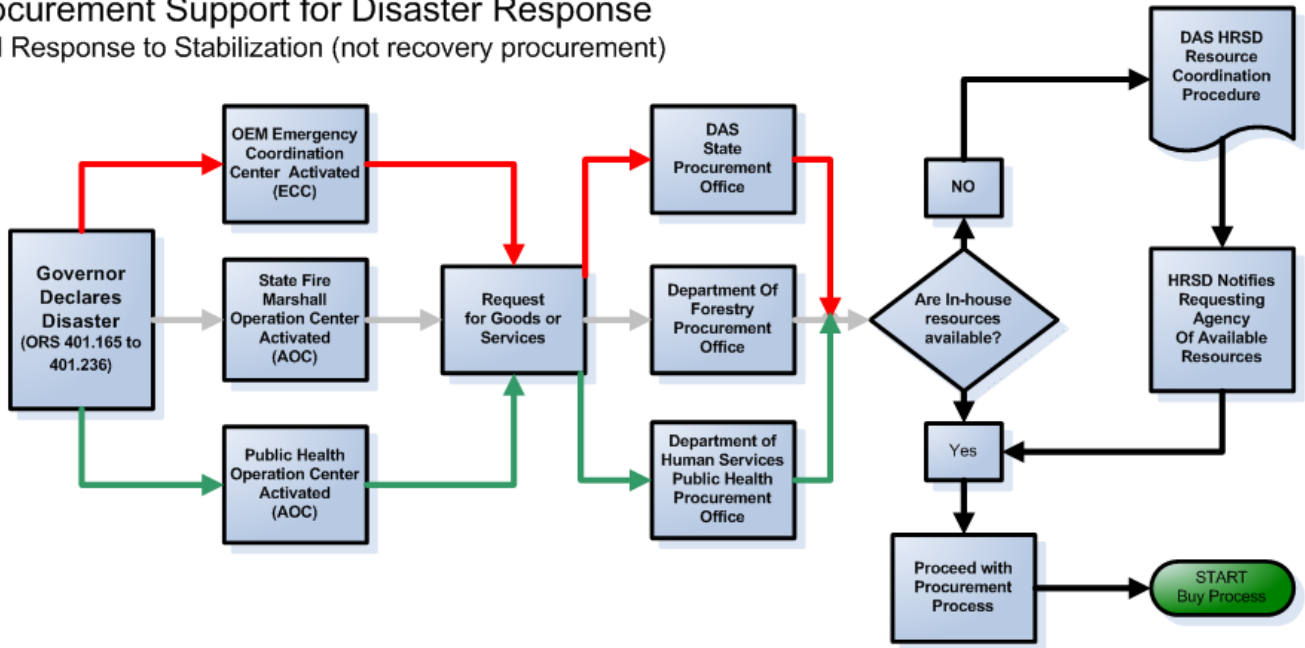 Procurement Support for Disaster Response
Response to Stabilization (not recovery procurement)
Governor
Declares
Disaster
(ORS 401.165 to
401.236)
OEM Emergency
Coordination
Center Activated
(ECC)
State Fire
Marshall
Operation Center
Activated
(AOC)
Public Health
Operation Center
Activated
(AOC)
Request
for Goods or
Services
DAS
State
Procurement
Office
Department Of
Forestry
Procurement
Office
Department of
Human Services
Public Health
Procurement
Office
Are In-house
resources
available?
NO
Yes
DAS HRSD
Resource
Coordination
Procedure
HRSD Notifies
Requesting
Agency
Of Available
Resources
Proceed with
Procurement
Process
START
Buy Process